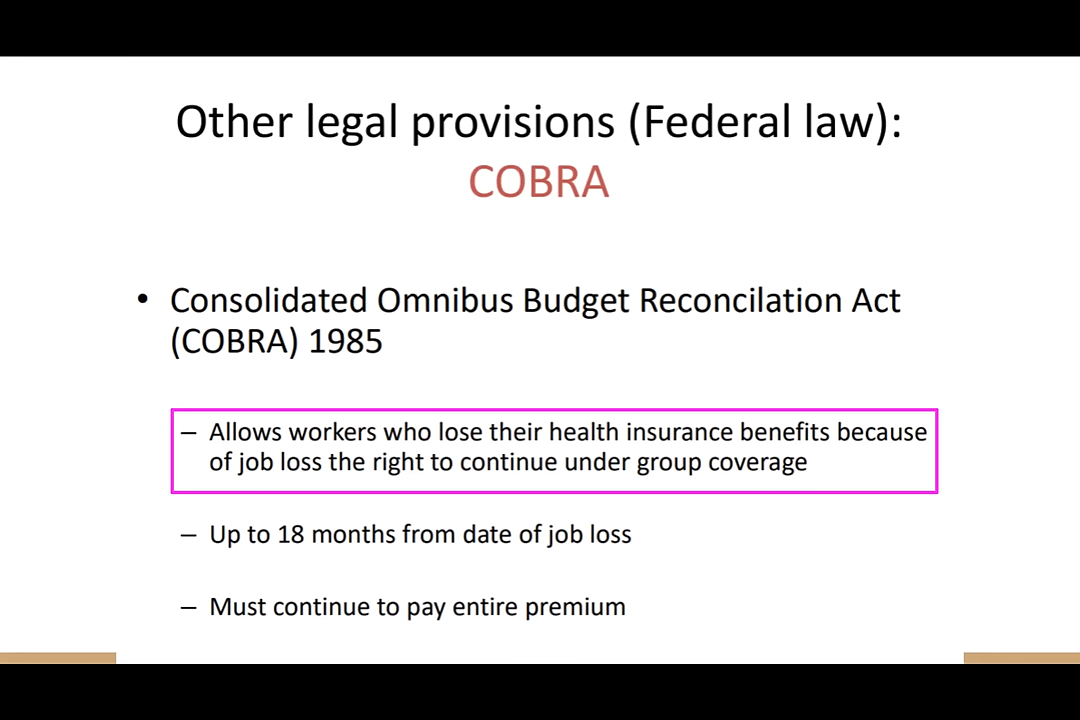 Other legal provisions (Federal law):
COBRA
• Consolidated Omnibus Budget Reconcilation Act
(COBRA) 1985
– Allows workers who lose their health insurance benefits because
of job loss the right to continue under group coverage
– Up to 18 months from date of job loss
– Must continue to pay entire premium